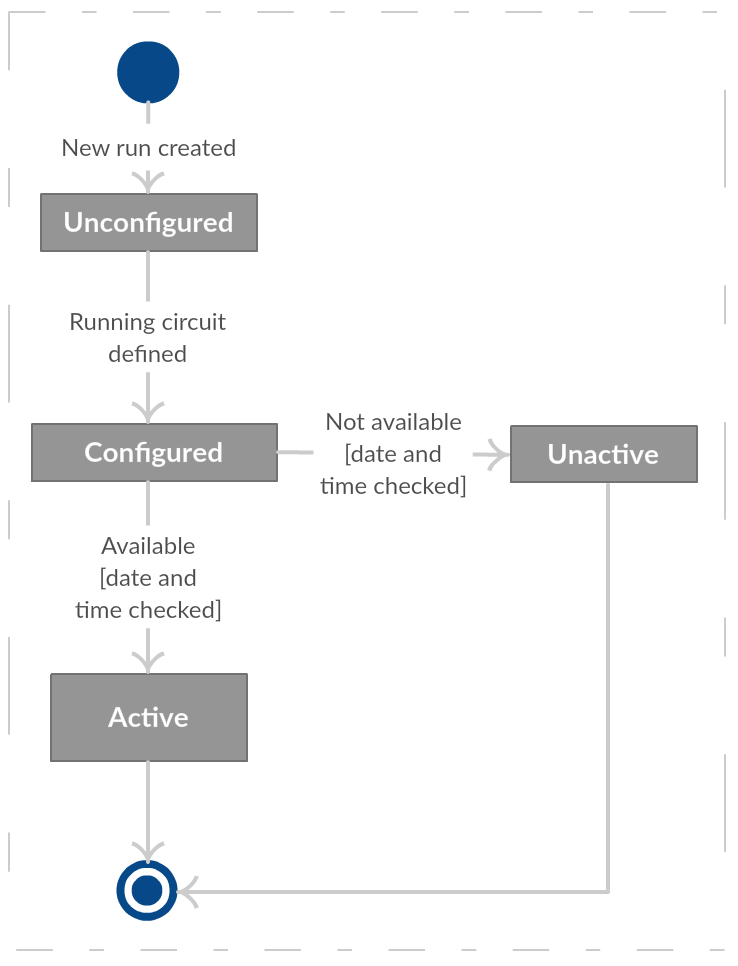 New run created
Unconfigured
Running circuit
defined
Configured
Not available
[date and
time checked]
Unactive
Available
[date and
time checked]
Active